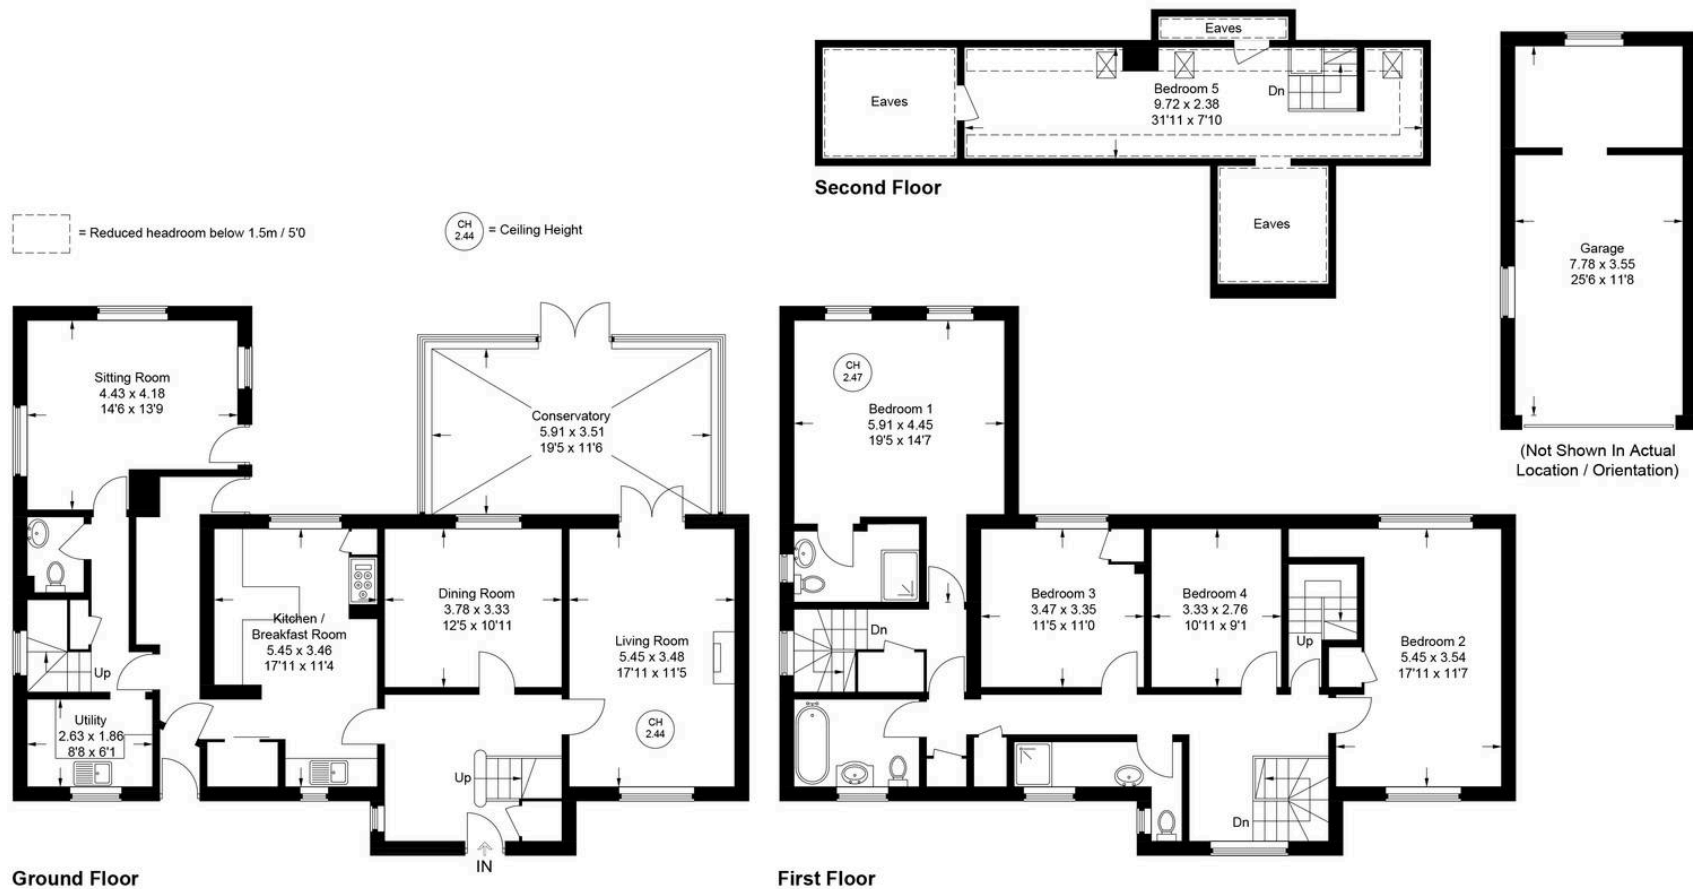 Eaves
Eaves
Bedroom 5
9.72 x 2.38
31'11 x 7'10
Dn
Second Floor
Eaves
= Reduced headroom below 1.5m / 5'0
CH
2.44
= Ceiling Height
Garage
7.78 x 3.55
25'6 x 11'8
(Not Shown In Actual
Location / Orientation)
Sitting Room
4.43 x 4.18
14'6 x 13'9
Conservatory
5.91 x 3.51
19'5 x 11'6
Kitchen /
Breakfast Room
5.45 x 3.46
17'11 x 11'4
Dining Room
3.78 x 3.33
12'5 x 10'11
Living Room
5.45 x 3.48
17'11 x 11'5
CH
2.44
Up
Utility
2.63 x 1.86
8'8 x 6'1
Up
IN
Ground Floor
CH
2.47
Bedroom 1
5.91 x 4.45
19'5 x 14'7
Dn
Bedroom 3
3.47 x 3.35
11'5 x 11'0
Bedroom 4
3.33 x 2.76
10'11 x 9'1
Up
Bedroom 2
5.45 x 3.54
17'11 x 11'7
Dn
First Floor